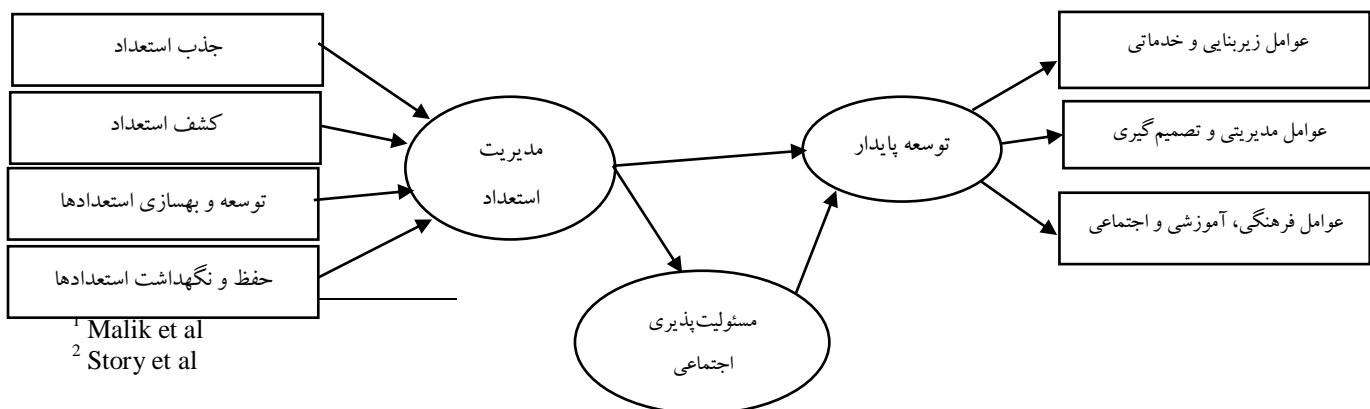 جذب استعداد
کشف استعداد
توسعه و بهسازی استعدادها
حفظ و نگهداشت استعدادها
مدیریت
استعداد
مسئولیت‌پذیری
اجتماعی
توسعه پایدار
عوامل زیربنایی و خدماتی
عوامل مدیریتی و تصمیم‌گیری
عوامل فرهنگی، آموزشی و اجتماعی
1 Malik et al
2 Story et al